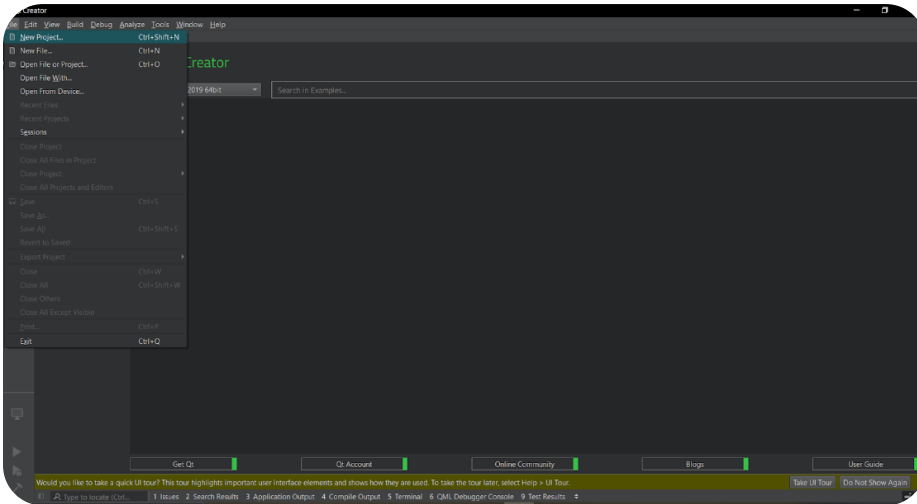 Creator
Edit View Build Debug Analyze Tools Window Help
New Project... Ctrl+Shift+N
New File... Ctrl+N
Open File or Project... Ctrl+O
Open File With...
Open From Device...
Recent Files
Recent Projects
Sessions
Close Project
Close All Files in Project
Close Project
Close All Projects and Editors
Save Ctrl+S
Save As...
Save All Ctrl+Shift+S
Revert to Saved
Export Project
Close Ctrl+W
Close All Ctrl+Shift+W
Close Others
Close All Except Visible
Print... Ctrl+P
Exit Ctrl+Q
Creator
2019 64bit
Search in Examples...
Get Qt
Qt Account
Online Community
Blogs
User Guide
Would you like to take a quick UI tour? This tour highlights important user interface elements and shows how they are used. To take the tour later, select Help > UI Tour.
Take UI Tour
Do Not Show Again
Type to locate (Ctrl...
1 Issues 2 Search Results 3 Application Output 4 Compile Output 5 Terminal 6 QML Debugger Console 9 Test Results